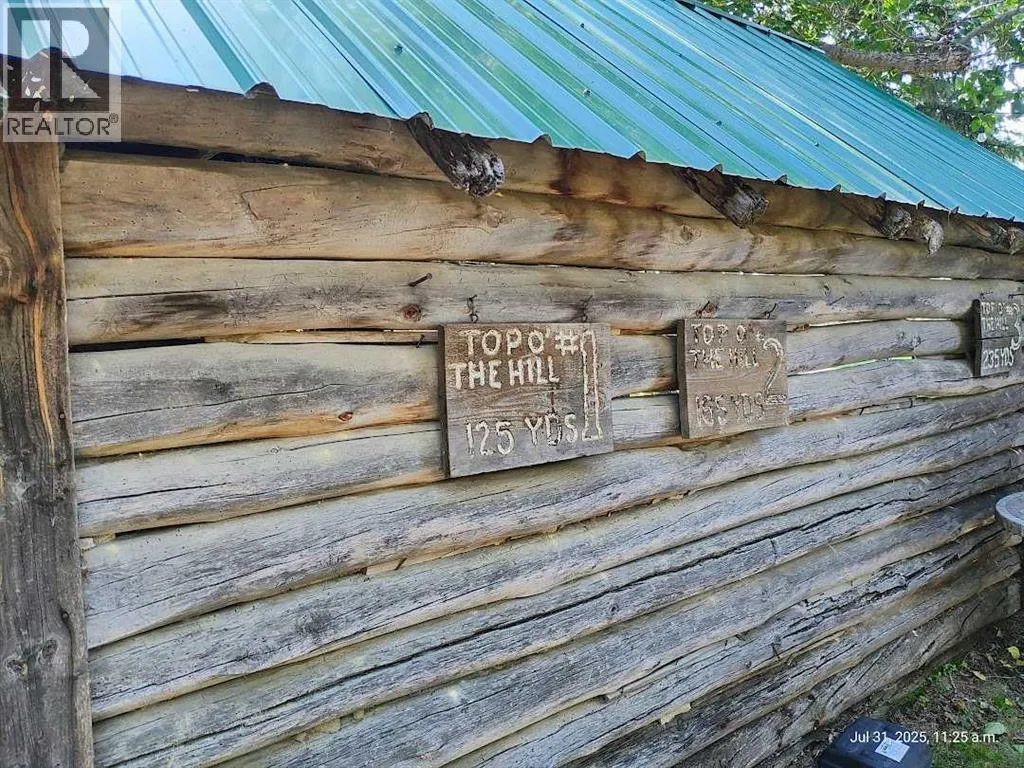 REALTOR®
TOP O' #1
THE HILL
125 YDS
TOP O' 2
THE HILL
165 YDS
TOP O' 3
THE HILL
235 YDS
Jul 31, 2025, 11:25 a.m.